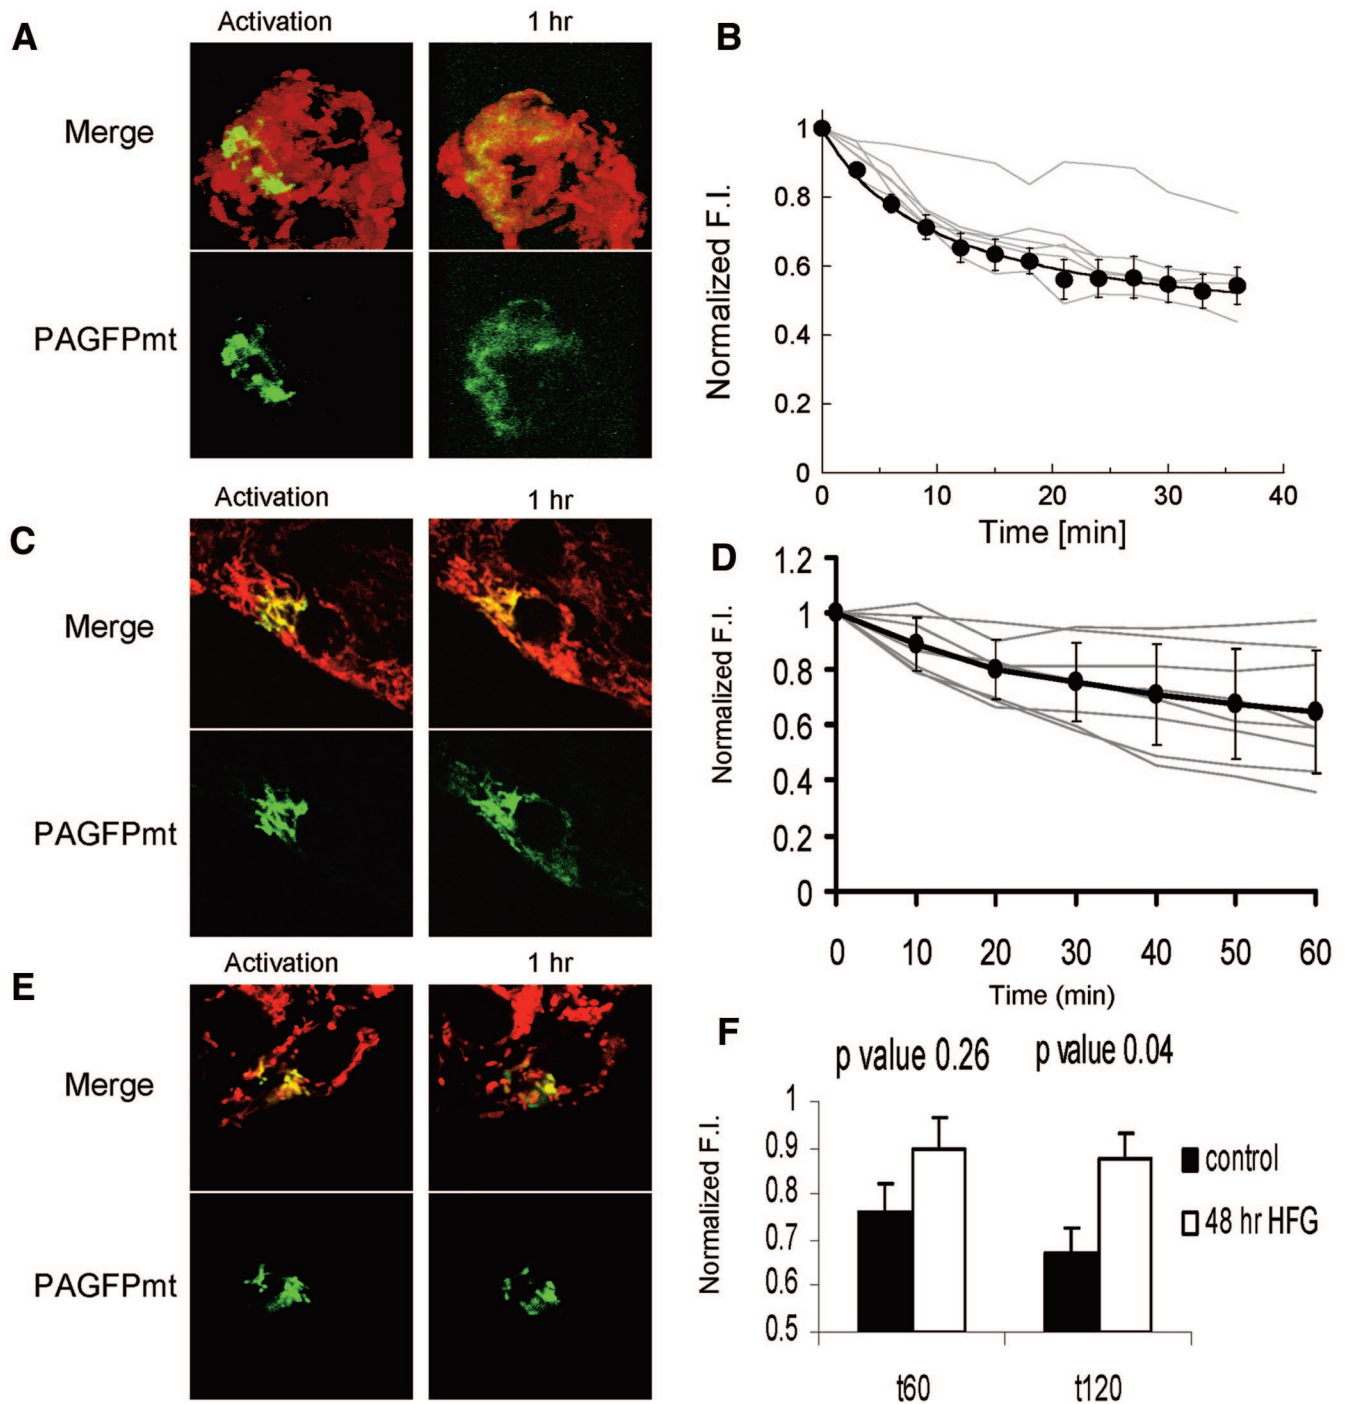 A
Activation
1 hr
Merge
PAGFPmt
B
Normalized F.I.
1
0.8
0.6
0.4
0.2
0
0 10 20 30 40
Time [min]
C
Activation
1 hr
Merge
PAGFPmt
D
Normalized F.I.
1.2
1
0.8
0.6
0.4
0.2
0
0 10 20 30 40 50 60
Time (min)
E
Activation
1 hr
Merge
PAGFPmt
F
p value 0.26
p value 0.04
Normalized F.I.
1
0.9
0.8
0.7
0.6
0.5
t60
t120
control
48 hr HFG